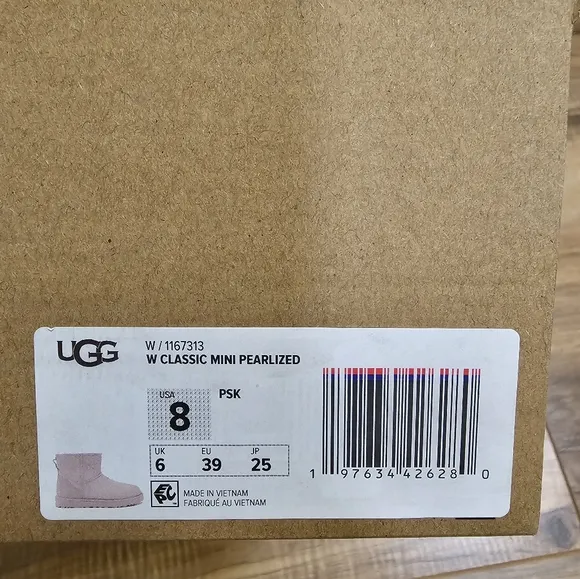 UGG
W / 1167313
W CLASSIC MINI PEARLIZED
USA
8
PSK
UK EU JP
6 39 25
EPC
MADE IN VIETNAM
FABRIQUÉ AU VIETNAM
1 97634 42628 0